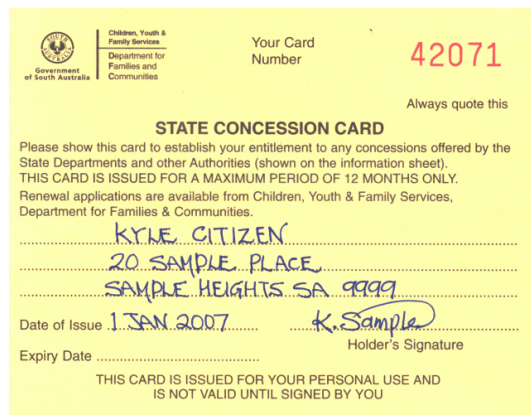 Government
of South Australia
Children, Youth &
Family Services
Department for
Families and
Communities
Your Card
Number
42071
Always quote this
STATE CONCESSION CARD
Please show this card to establish your entitlement to any concessions offered by the
State Departments and other Authorities (shown on the information sheet).
THIS CARD IS ISSUED FOR A MAXIMUM PERIOD OF 12 MONTHS ONLY.
Renewal applications are available from Children, Youth & Family Services,
Department for Families & Communities.
KYLE CITIZEN
20 SAMPLE PLACE
SAMPLE HEIGHTS SA 9999
Date of Issue 1 JAN 2007 K. Sample
Holder's Signature
Expiry Date
THIS CARD IS ISSUED FOR YOUR PERSONAL USE AND
IS NOT VALID UNTIL SIGNED BY YOU